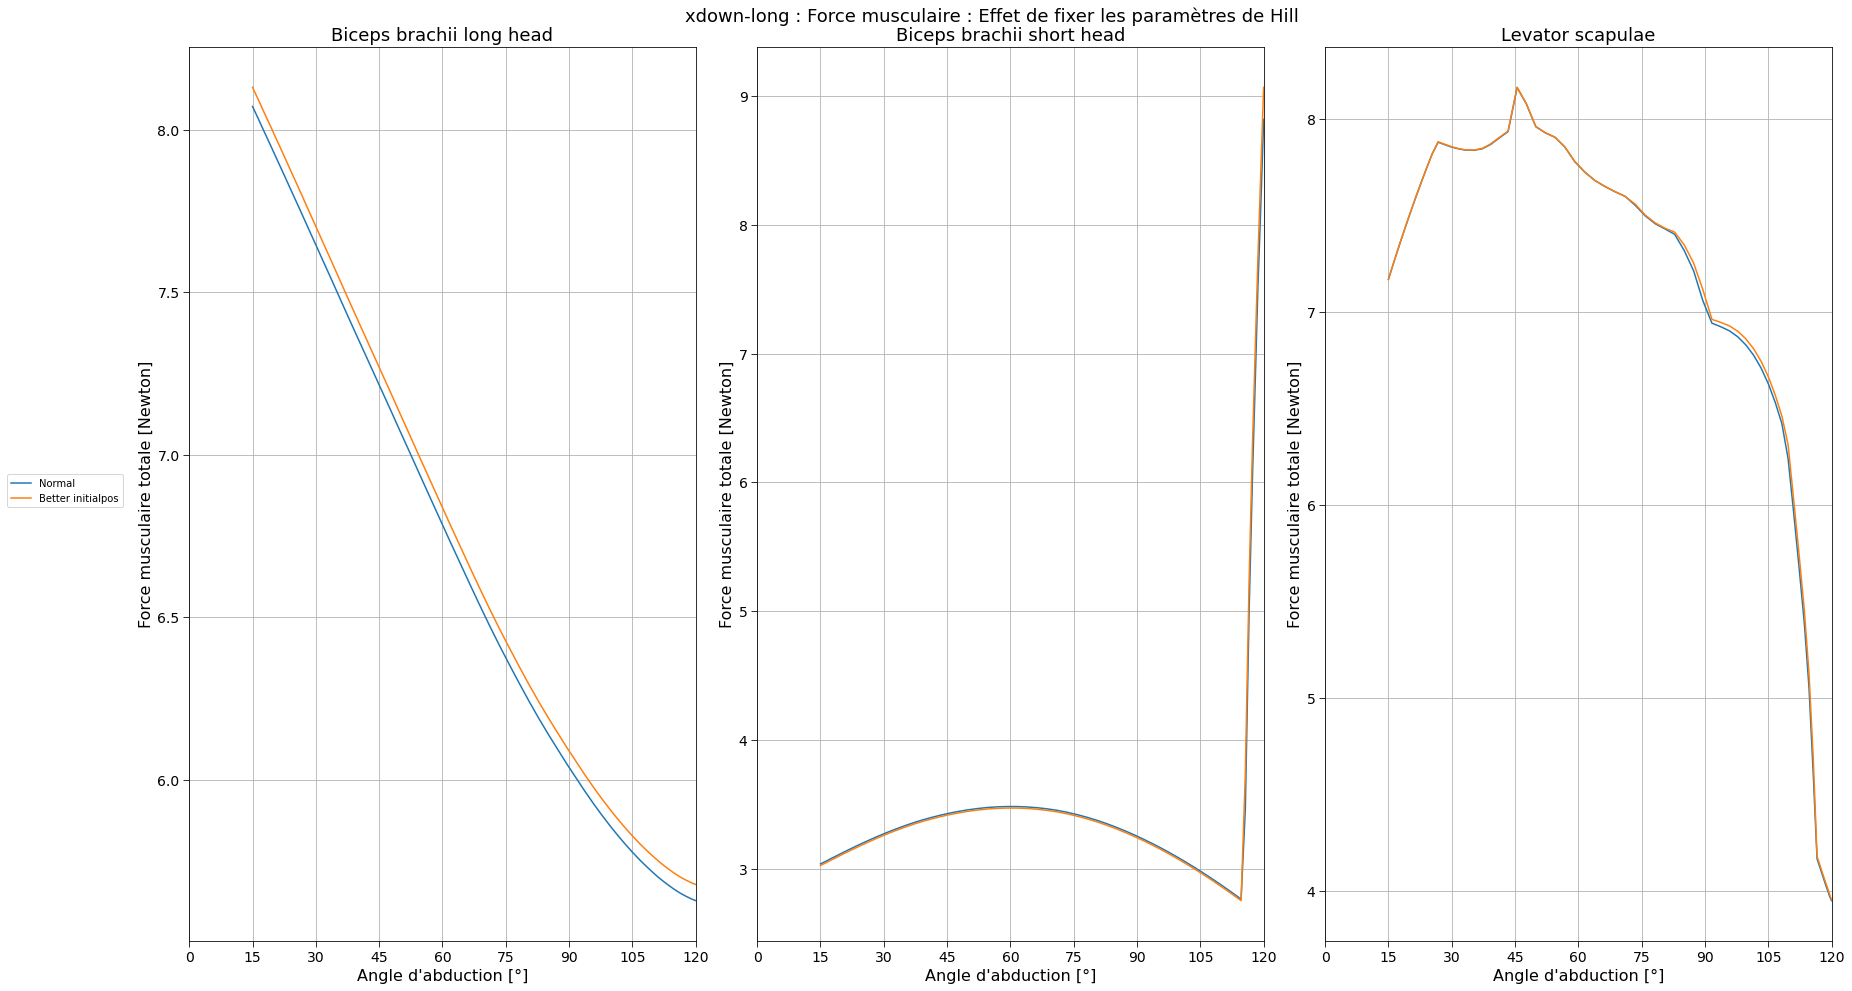 xdown-long : Force musculaire : Effet de fixer les paramètres de Hill
Biceps brachii long head
Biceps brachii short head
Levator scapulae
Normal
Better initialpos
Force musculaire totale [Newton]
8.0
7.5
7.0
6.5
6.0
0 15 30 45 60 75 90 105 120
Angle d'abduction [°]
Force musculaire totale [Newton]
9
8
7
6
5
4
3
0 15 30 45 60 75 90 105 120
Angle d'abduction [°]
Force musculaire totale [Newton]
8
7
6
5
4
0 15 30 45 60 75 90 105 120
Angle d'abduction [°]